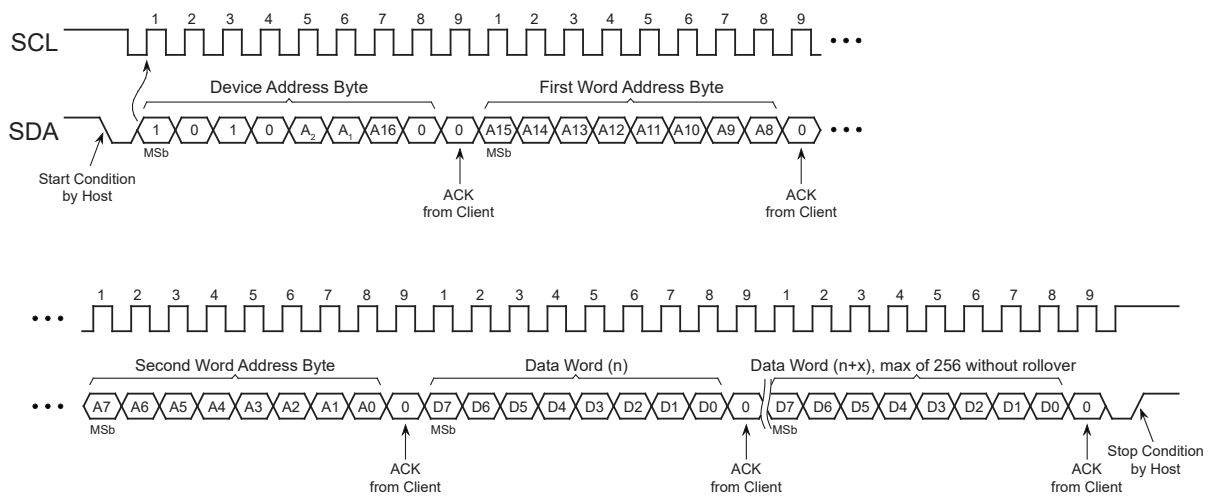 1 2 3 4 5 6 7 8 9 1 2 3 4 5 6 7 8 9
SCL
Device Address Byte First Word Address Byte
SDA 1 0 1 0 A2 A1 A16 0 0 A15 A14 A13 A12 A11 A10 A9 A8 0
MSb MSb
Start Condition
by Host
ACK
from Client
ACK
from Client
1 2 3 4 5 6 7 8 9 1 2 3 4 5 6 7 8 9 1 2 3 4 5 6 7 8 9
Second Word Address Byte Data Word (n) Data Word (n+x), max of 256 without rollover
A7 A6 A5 A4 A3 A2 A1 A0 0 D7 D6 D5 D4 D3 D2 D1 D0 0 D7 D6 D5 D4 D3 D2 D1 D0 0
MSb MSb MSb
ACK
from Client
ACK
from Client
ACK
from Client
Stop Condition
by Host